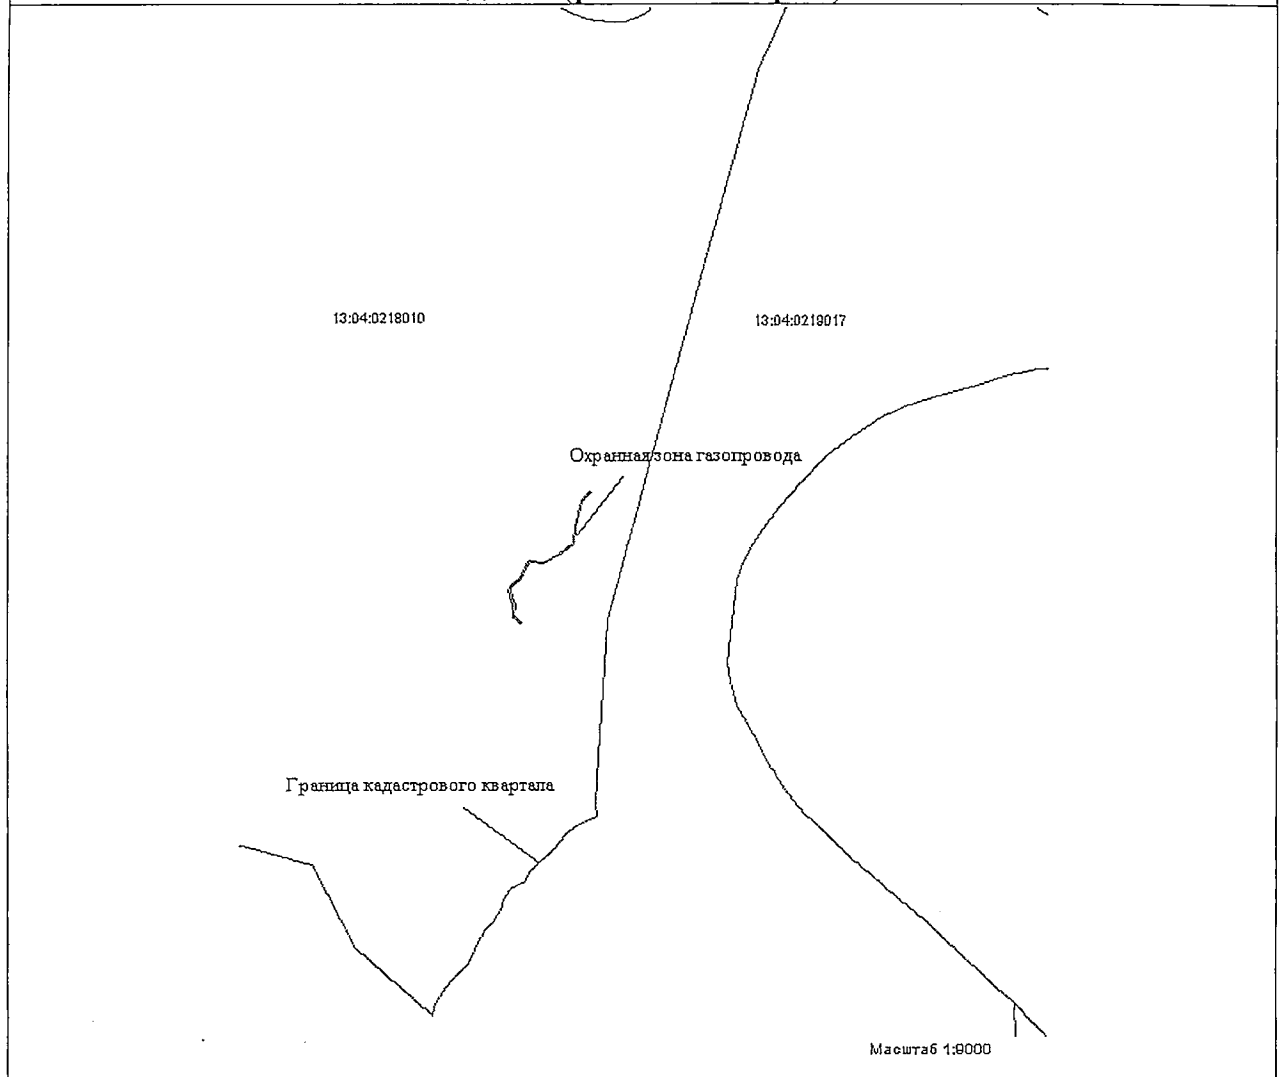 13:04:0218010
13:04:0219017
Охранная зона газопровода
Граница кадастрового квартала
Масштаб 1:9000